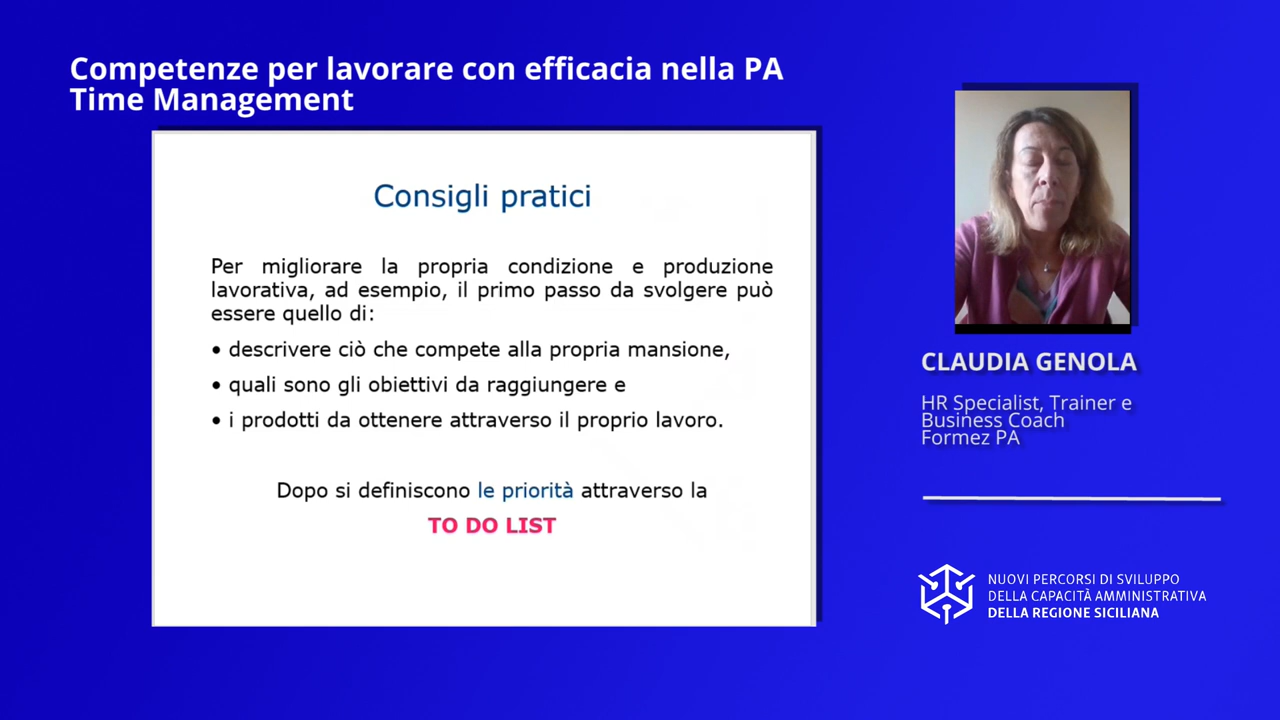 Competenze per lavorare con efficacia nella PA
Time Management
Consigli pratici
Per migliorare la propria condizione e produzione
lavorativa, ad esempio, il primo passo da svolgere può
essere quello di:
• descrivere ciò che compete alla propria mansione,
• quali sono gli obiettivi da raggiungere e
• i prodotti da ottenere attraverso il proprio lavoro.
Dopo si definiscono le priorità attraverso la
TO DO LIST
CLAUDIA GENOLA
HR Specialist, Trainer e
Business Coach
Formez PA
NUOVI PERCORSI DI SVILUPPO
DELLA CAPACITÀ AMMINISTRATIVA
DELLA REGIONE SICILIANA